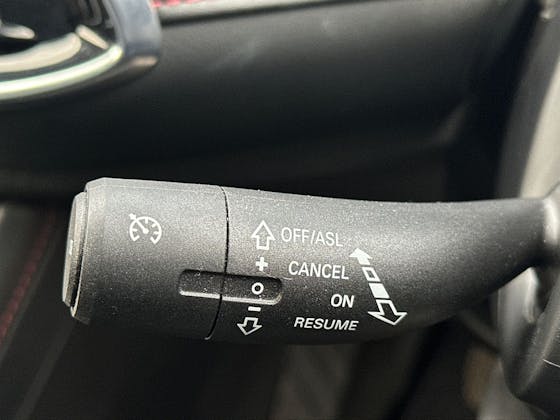 OFF/ASL
+ CANCEL
O ON
− RESUME